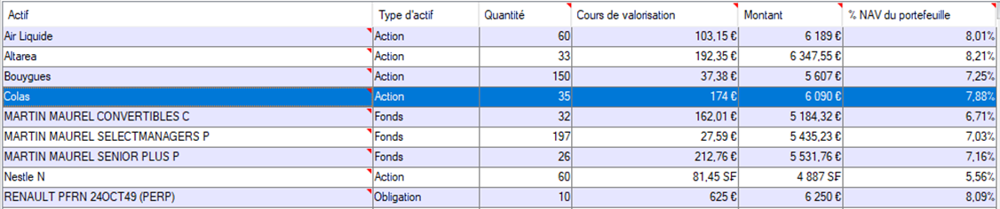 Actif Type d'actif Quantité Cours de valorisation Montant % NAV du portefeuille
Air Liquide Action 60 103,15 € 6 189 € 8,01%
Altarea Action 33 192,35 € 6 347,55 € 8,21%
Bouygues Action 150 37,38 € 5 607 € 7,25%
Colas Action 35 174 € 6 090 € 7,88%
MARTIN MAUREL CONVERTIBLES C Fonds 32 162,01 € 5 184,32 € 6,71%
MARTIN MAUREL SELECTMANAGERS P Fonds 197 27,59 € 5 435,23 € 7,03%
MARTIN MAUREL SENIOR PLUS P Fonds 26 212,76 € 5 531,76 € 7,16%
Nestle N Action 60 81,45 SF 4 887 SF 5,56%
RENAULT PFRN 24OCT49 (PERP) Obligation 10 625 € 6 250 € 8,09%